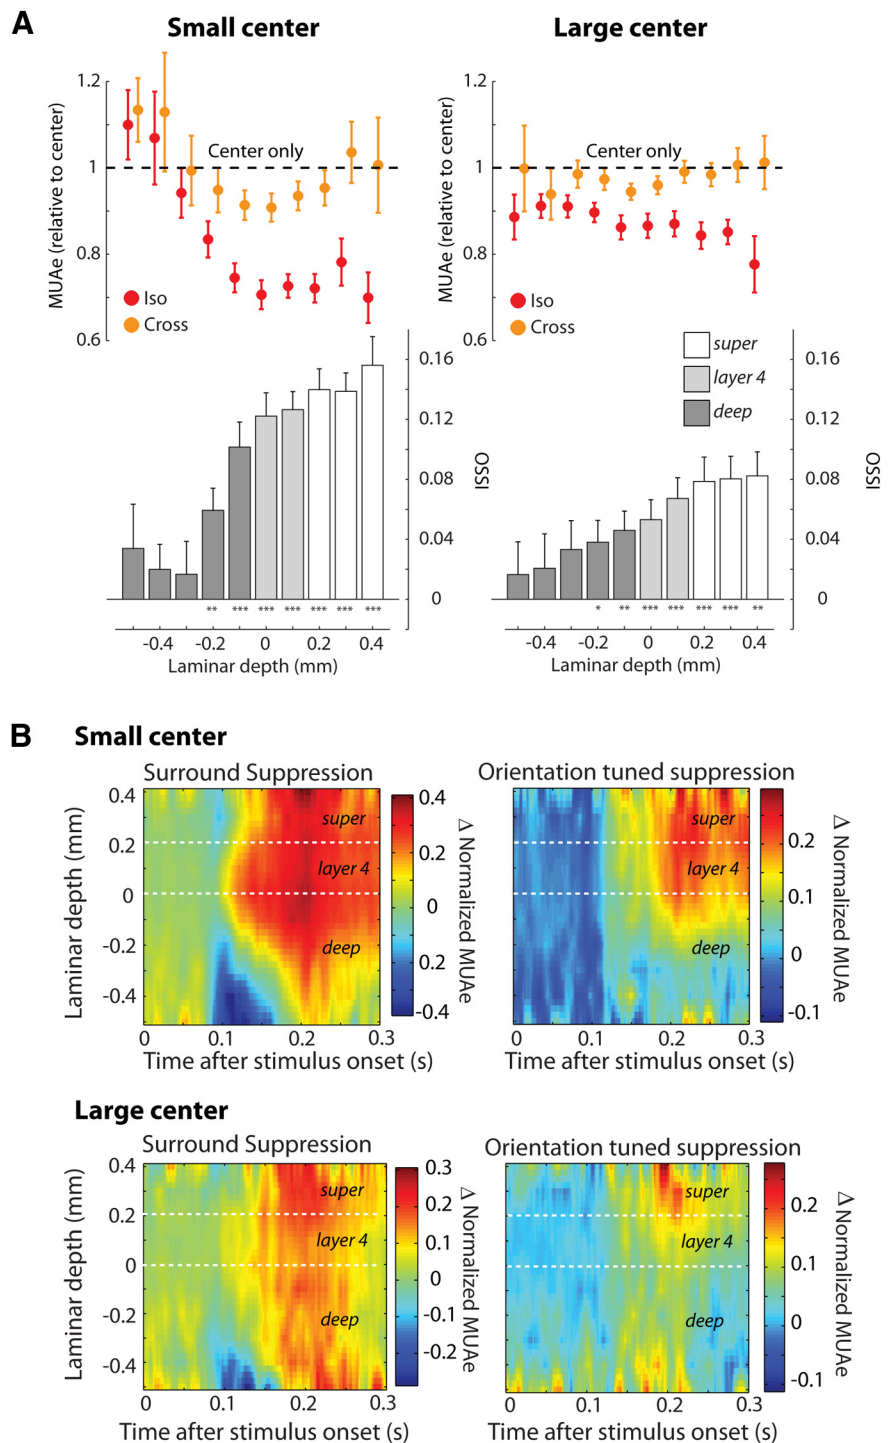 A
Small center
Large center
MUAe (relative to center)
1.2
1
0.8
0.6
Center only
Iso
Cross
0.16
0.12
0.08
0.04
0
ISSO
** *** *** *** *** *** ***
-0.4 -0.2 0 0.2 0.4
Laminar depth (mm)
MUAe (relative to center)
1.2
1
0.8
0.6
Center only
Iso
Cross
super
layer 4
deep
0.16
0.12
0.08
0.04
0
OSSI
* ** *** *** *** *** **
-0.4 -0.2 0 0.2 0.4
Laminar depth (mm)
B
Small center
Surround Suppression
Laminar depth (mm)
0.4
0.2
0
-0.2
-0.4
super
layer 4
deep
0 0.1 0.2 0.3
Time after stimulus onset (s)
0.4
0.2
0
0.2
-0.4
Δ Normalized MUAe
Orientation tuned suppression
super
layer 4
deep
0 0.1 0.2 0.3
Time after stimulus onset (s)
0.2
0.1
0
-0.1
Δ Normalized MUAe
Large center
Surround Suppression
Laminar depth (mm)
0.4
0.2
0
-0.2
-0.4
super
layer 4
deep
0 0.1 0.2 0.3
Time after stimulus onset (s)
0.3
0.2
0.1
0
-0.1
-0.2
Δ Normalized MUAe
Orientation tuned suppression
super
layer 4
deep
0 0.1 0.2 0.3
Time after stimulus onset (s)
0.2
0.1
0
-0.1
Δ Normalized MUAe